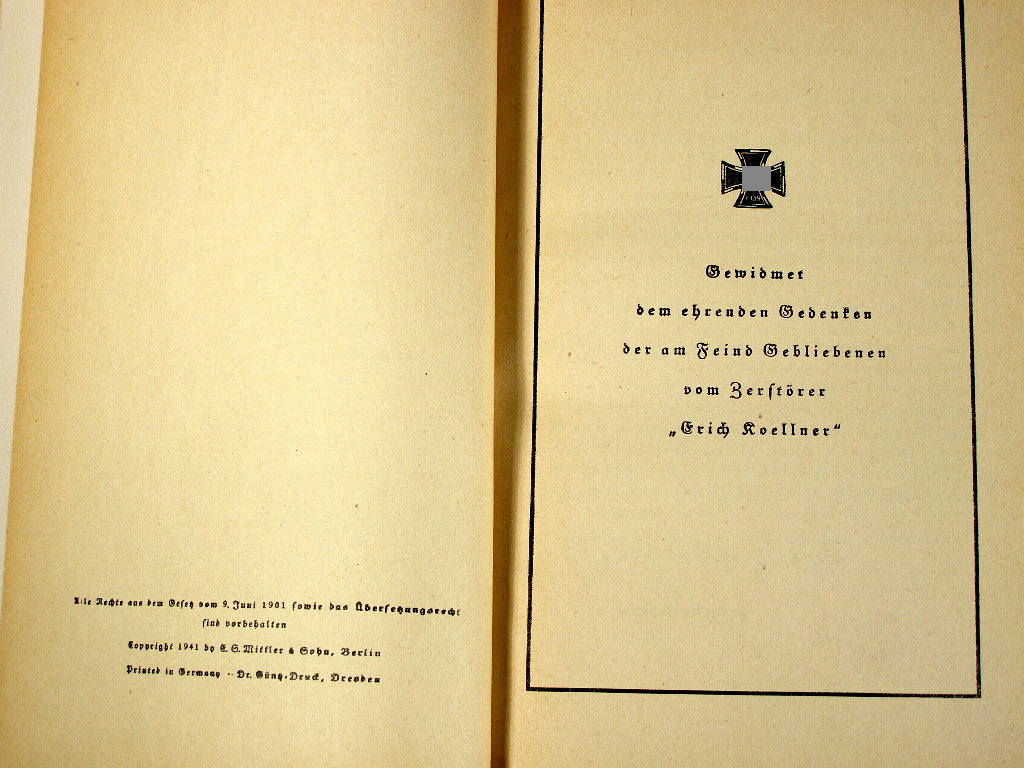 Alle Rechte aus dem Gesetz vom 9. Juni 1901 sowie das Übersetzungsrecht
sind vorbehalten
Copyright 1941 by E. S. Mittler & Sohn, Berlin
Printed in Germany · Dr. Güntz-Druck, Dresden
1939
Gewidmet
dem ehrenden Gedenken
der am Feind Gebliebenen
vom Zerstörer
„Erich Koellner“